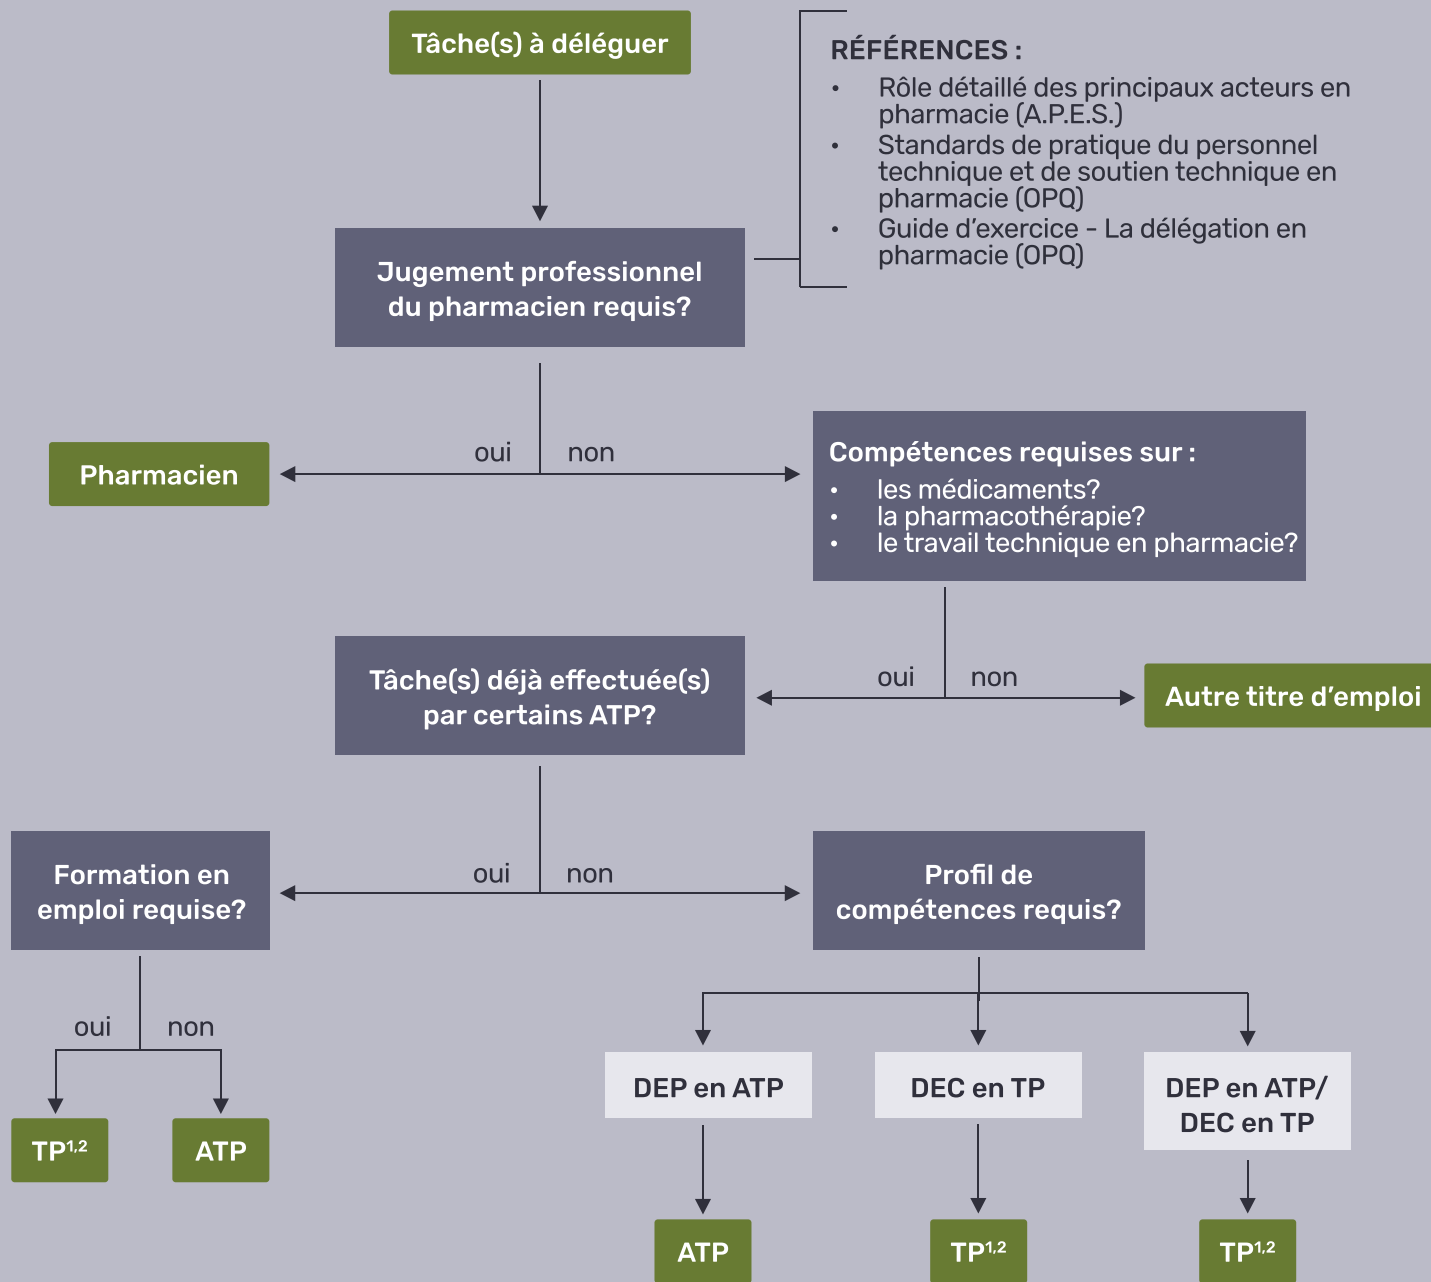 Tâche(s) à déléguer
RÉFÉRENCES :
• Rôle détaillé des principaux acteurs en
pharmacie (A.P.E.S.)
• Standards de pratique du personnel
technique et de soutien technique en
pharmacie (OPQ)
• Guide d’exercice - La délégation en
pharmacie (OPQ)
Jugement professionnel
du pharmacien requis?
oui non
Pharmacien
Compétences requises sur :
• les médicaments?
• la pharmacothérapie?
• le travail technique en pharmacie?
oui non
Tâche(s) déjà effectuée(s)
par certains ATP?
Autre titre d’emploi
oui non
Formation en
emploi requise?
Profil de
compétences requis?
oui non
TP1,2
ATP
DEP en ATP
DEC en TP
DEP en ATP/
DEC en TP
ATP
TP1,2
TP1,2